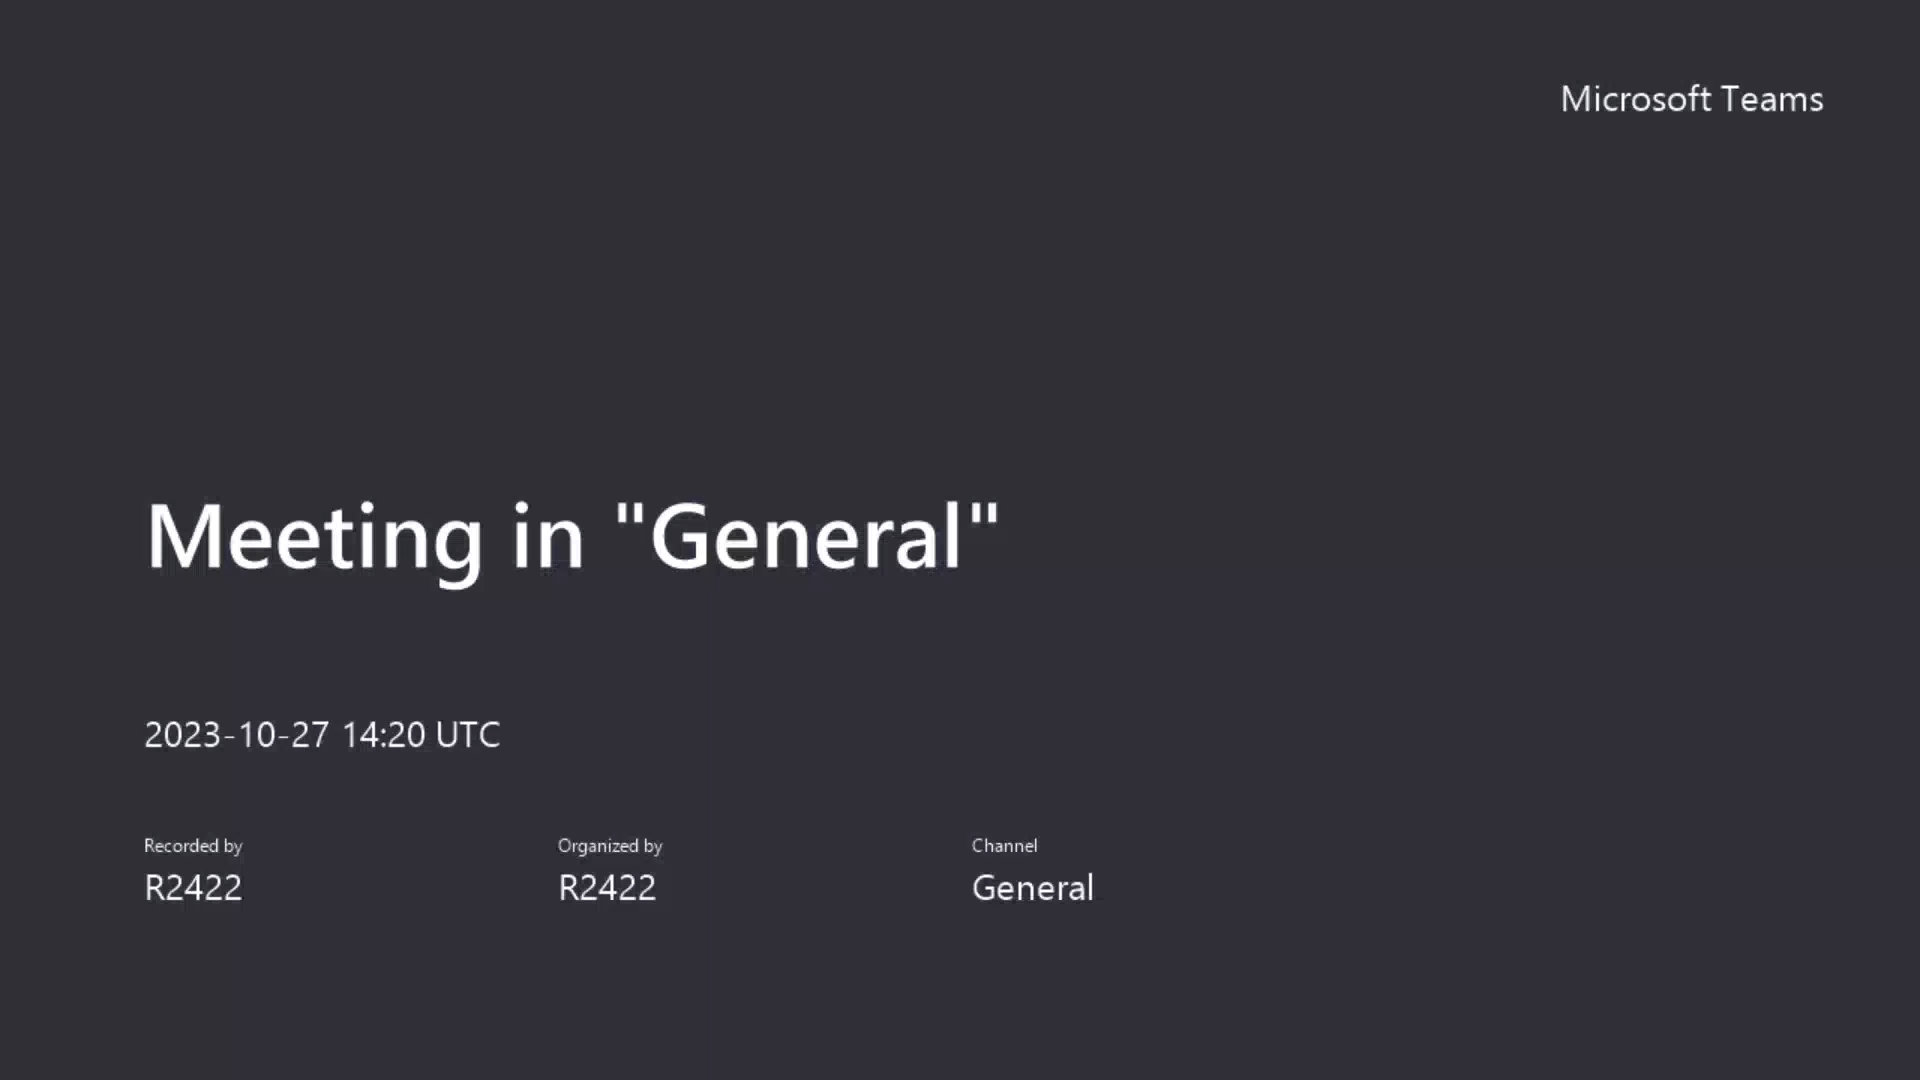 Microsoft Teams
Meeting in "General"
2023-10-27 14:20 UTC
Recorded by
R2422
Organized by
R2422
Channel
General